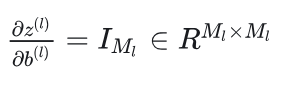 ∂z⁽ˡ⁾/∂b⁽ˡ⁾ = I_{M_l} ∈ R^{M_l×M_l}